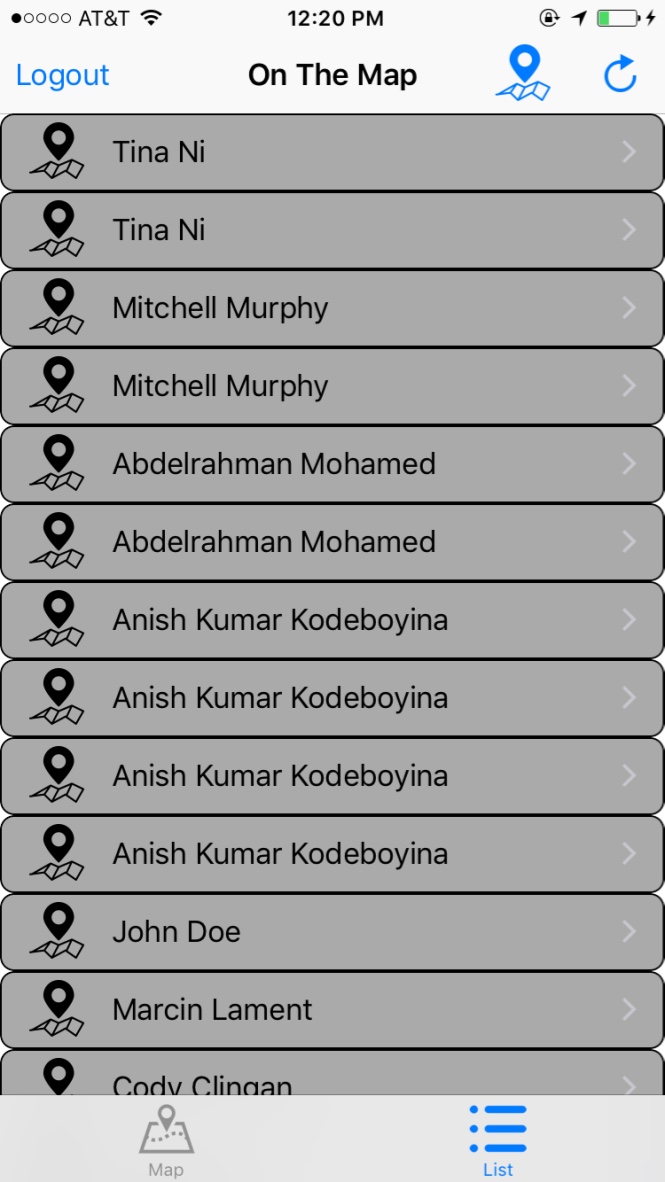 AT&T 12:20 PM
Logout On The Map
Tina Ni
Tina Ni
Mitchell Murphy
Mitchell Murphy
Abdelrahman Mohamed
Abdelrahman Mohamed
Anish Kumar Kodeboyina
Anish Kumar Kodeboyina
Anish Kumar Kodeboyina
Anish Kumar Kodeboyina
John Doe
Marcin Lament
Cody Clingan
Map List